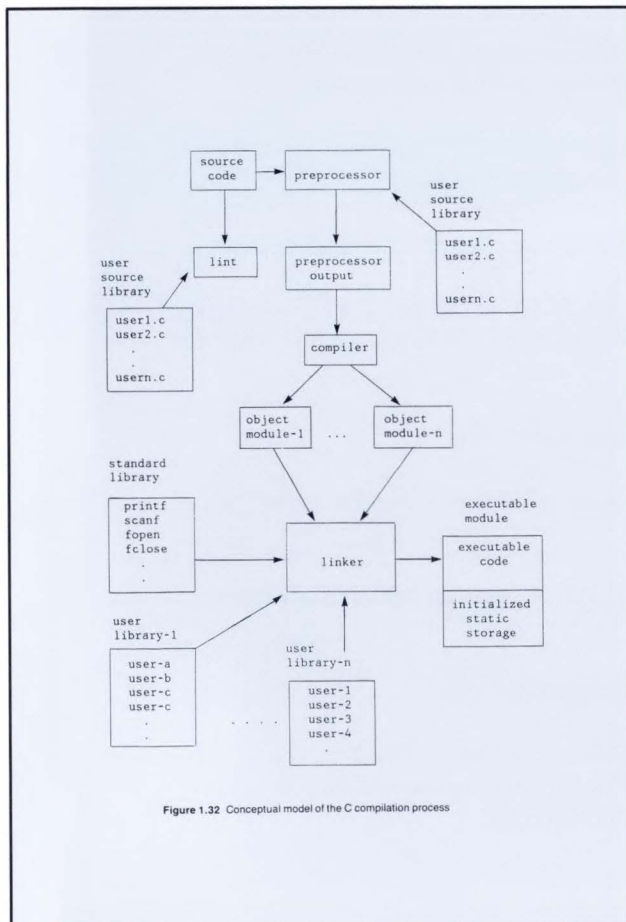 source
code
preprocessor
user
source
library
user1.c
user2.c
.
.
usern.c
lint
preprocessor
output
user
source
library
user1.c
user2.c
.
.
usern.c
compiler
object
module-1
...
object
module-n
standard
library
printf
scanf
fopen
fclose
.
.
linker
executable
module
executable
code
initialized
static
storage
user
library-1
user-a
user-b
user-c
user-c
.
.
....
user
library-n
user-1
user-2
user-3
user-4
.
Figure 1.32 Conceptual model of the C compilation process